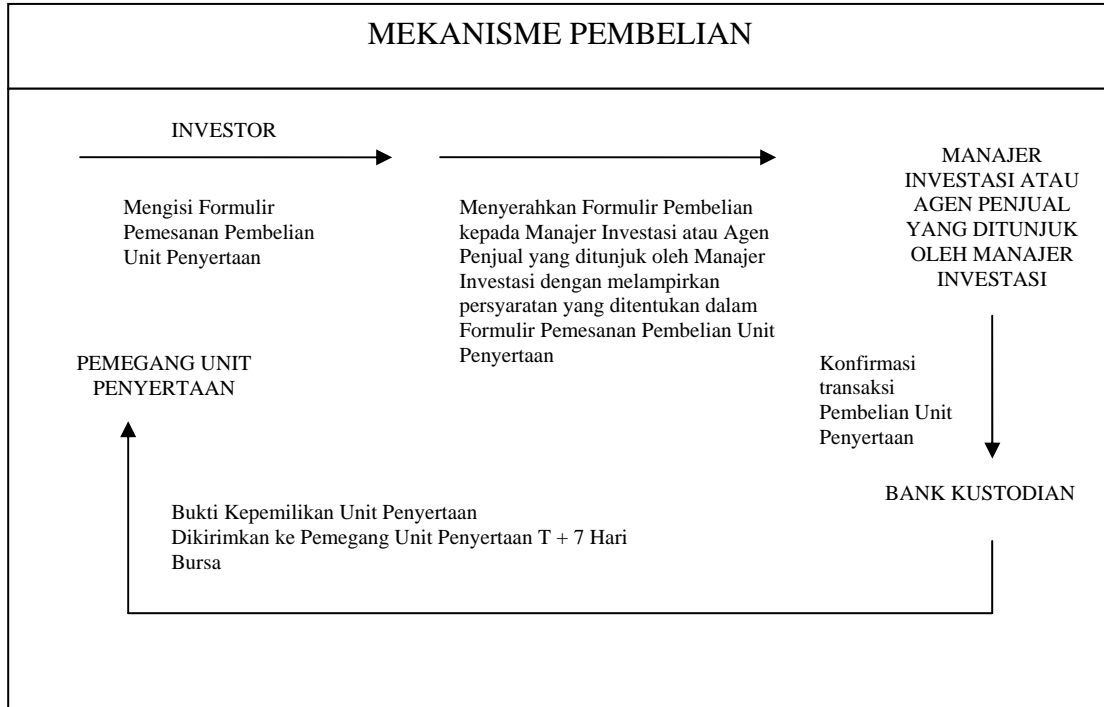 MEKANISME PEMBELIAN
INVESTOR
Mengisi Formulir
Pemesanan Pembelian
Unit Penyertaan
Menyerahkan Formulir Pembelian
kepada Manajer Investasi atau Agen
Penjual yang ditunjuk oleh Manajer
Investasi dengan melampirkan
persyaratan yang ditentukan dalam
Formulir Pemesanan Pembelian Unit
Penyertaan
MANAJER
INVESTASI ATAU
AGEN PENJUAL
YANG DITUNJUK
OLEH MANAJER
INVESTASI
Konfirmasi
transaksi
Pembelian Unit
Penyertaan
BANK KUSTODIAN
Bukti Kepemilikan Unit Penyertaan
Dikirimkan ke Pemegang Unit Penyertaan T + 7 Hari
Bursa
PEMEGANG UNIT
PENYERTAAN